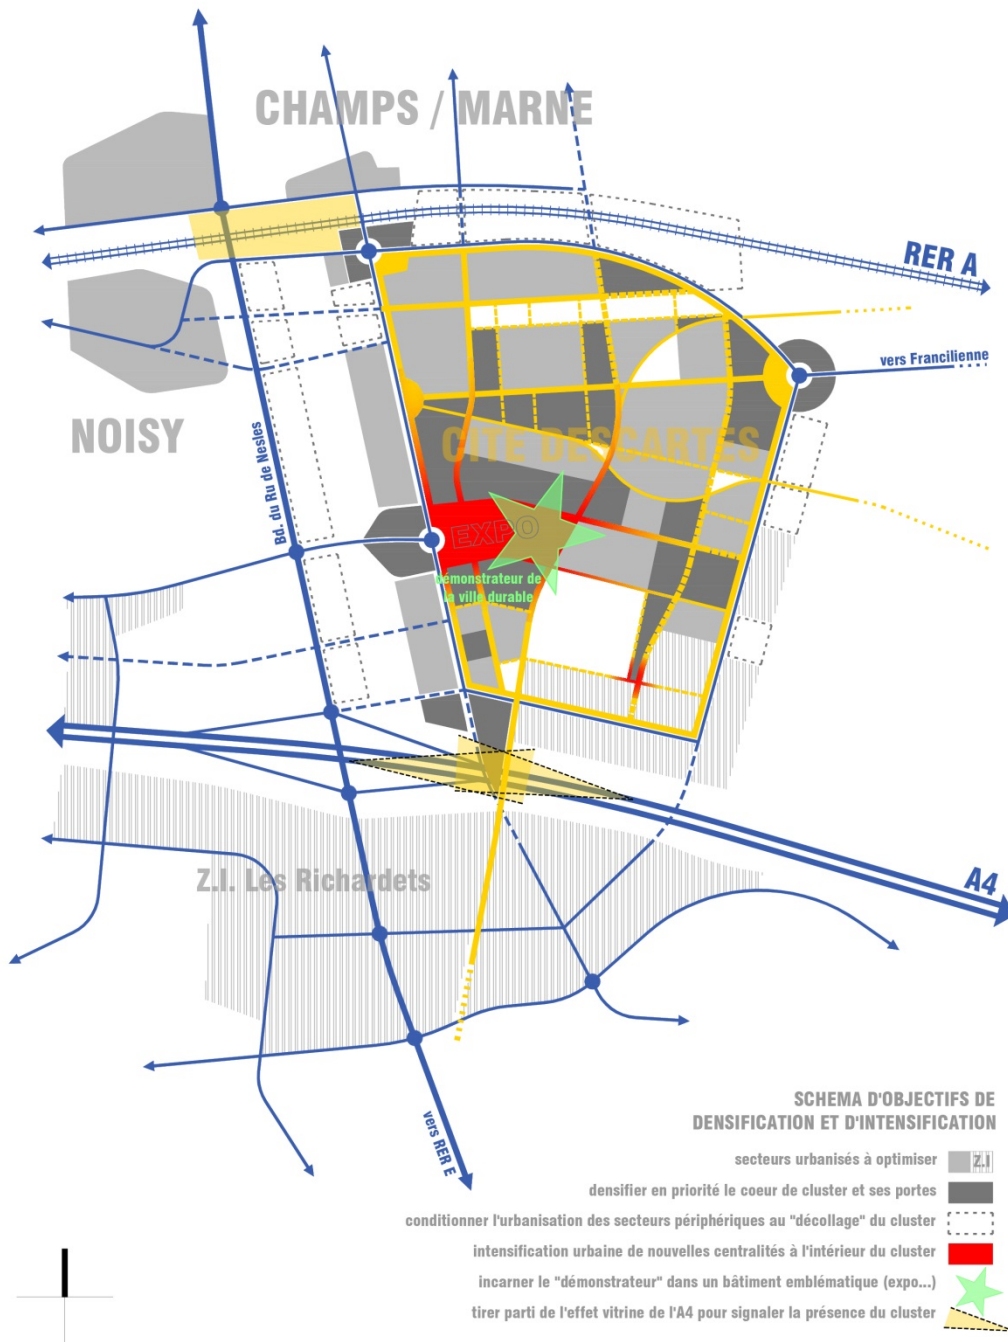 CHAMPS / MARNE
RER A
vers Francilienne
NOISY
Bd. du Ru de Nesles
CITE DESCARTES
EXPO
démonstrateur de
la ville durable
A4
Z.I. Les Richardets
vers RER E
SCHEMA D'OBJECTIFS DE
DENSIFICATION ET D'INTENSIFICATION
secteurs urbanisés à optimiser
Z.I
densifier en priorité le coeur de cluster et ses portes
conditionner l'urbanisation des secteurs périphériques au "décollage" du cluster
intensification urbaine de nouvelles centralités à l'intérieur du cluster
incarner le "démonstrateur" dans un bâtiment emblématique (expo...)
tirer parti de l'effet vitrine de l'A4 pour signaler la présence du cluster